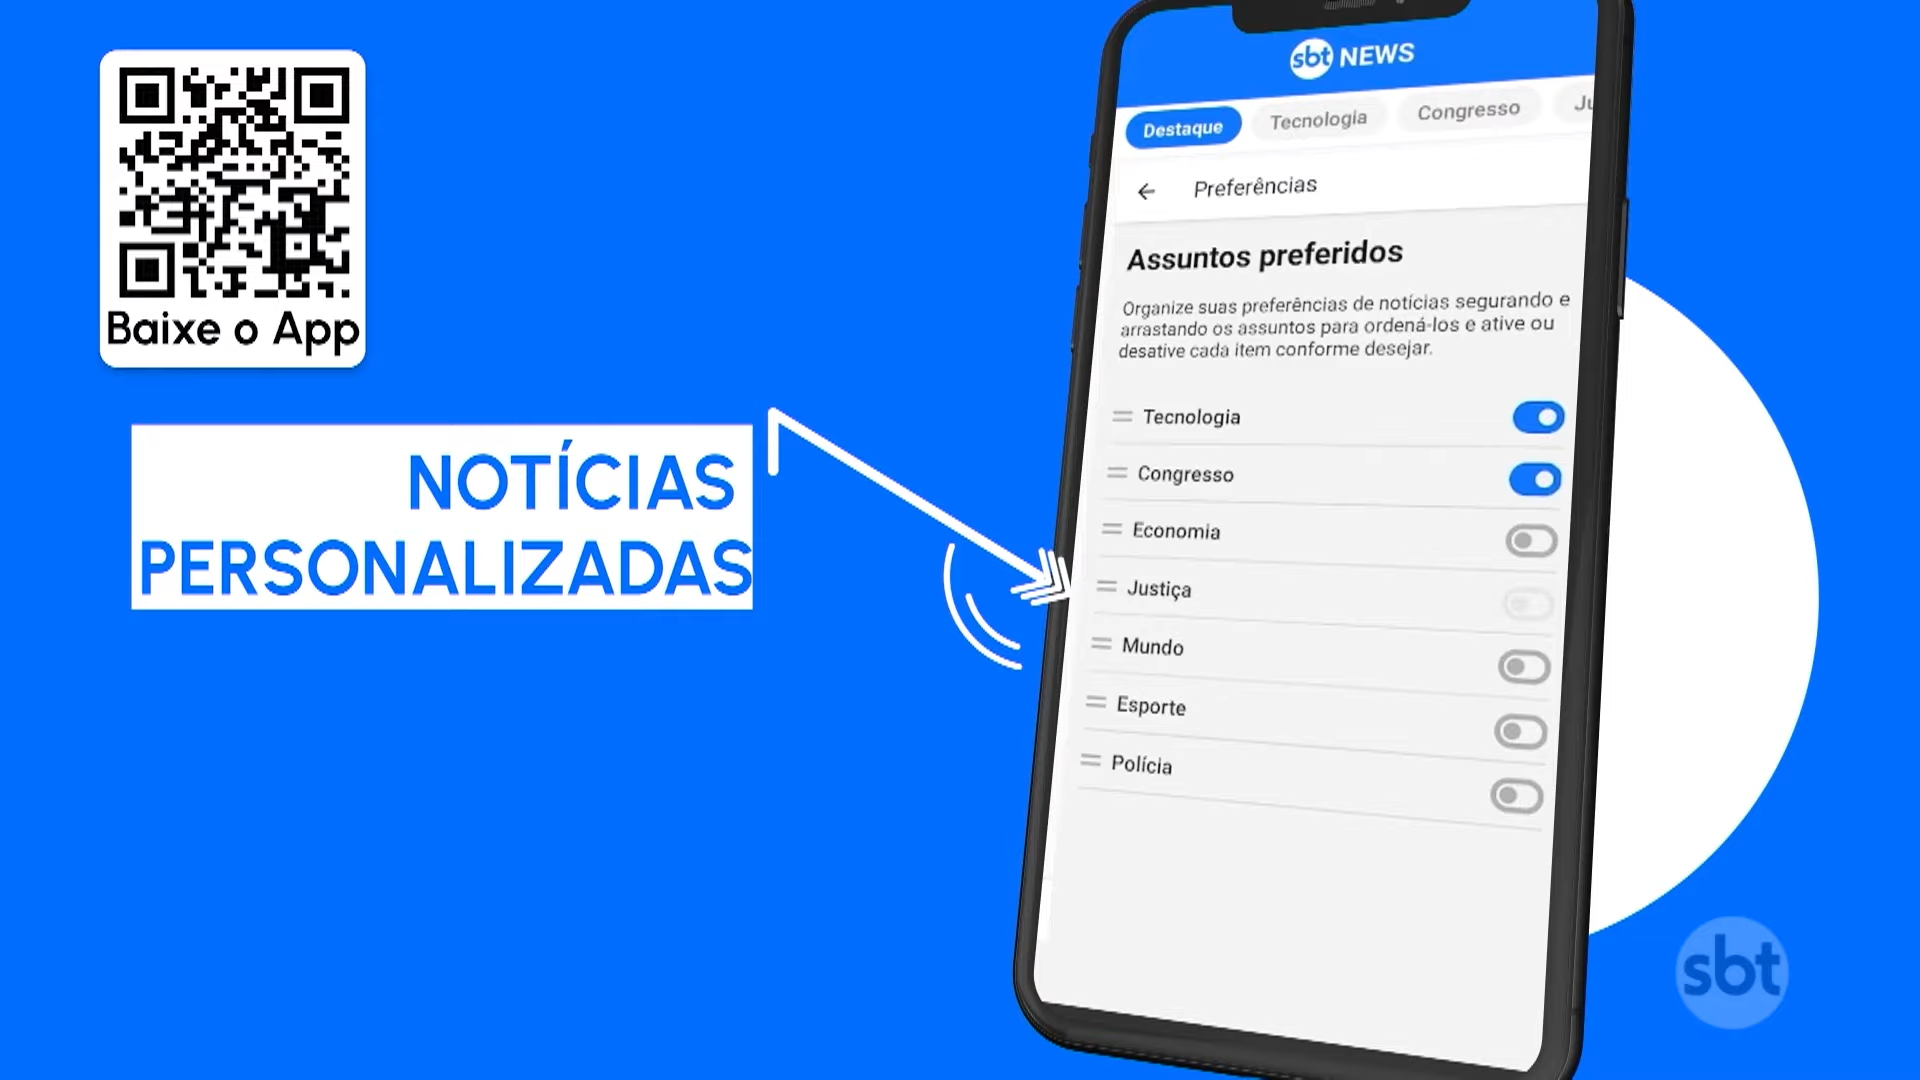 Baixe o App
NOTÍCIAS
PERSONALIZADAS
sbt NEWS
Destaque
Tecnologia
Congresso
Ju
Preferências
Assuntos preferidos
Organize suas preferências de notícias segurando e
arrastando os assuntos para ordená-los e ative ou
desative cada item conforme desejar.
Tecnologia
Congresso
Economia
Justiça
Mundo
Esporte
Polícia
sbt